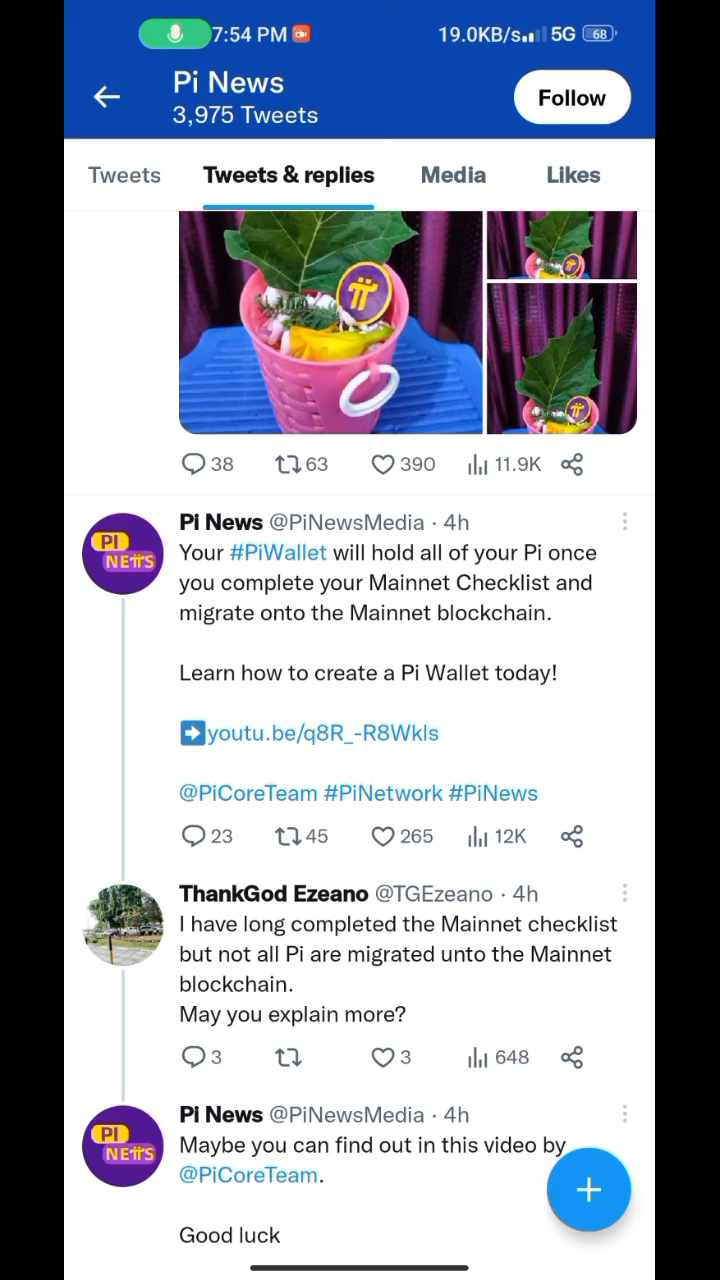 7:54 PM 19.0KB/s 5G 68
Pi News
3,975 Tweets
Follow
Tweets Tweets & replies Media Likes
38 63 390 11.9K
PI
NEWS
Pi News @PiNewsMedia · 4h
Your #PiWallet will hold all of your Pi once
you complete your Mainnet Checklist and
migrate onto the Mainnet blockchain.
Learn how to create a Pi Wallet today!
➡youtu.be/q8R_-R8Wkls
@PiCoreTeam #PiNetwork #PiNews
23 45 265 12K
ThankGod Ezeano @TGEzeano · 4h
I have long completed the Mainnet checklist
but not all Pi are migrated unto the Mainnet
blockchain.
May you explain more?
3 3 648
PI
NEWS
Pi News @PiNewsMedia · 4h
Maybe you can find out in this video by
@PiCoreTeam.
Good luck